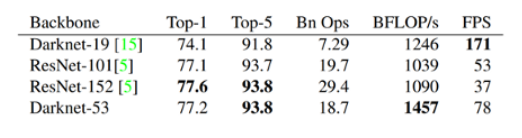 Backbone Top-1 Top-5 Bn Ops BFLOP/s FPS
Darknet-19 [15] 74.1 91.8 7.29 1246 171
ResNet-101[5] 77.1 93.7 19.7 1039 53
ResNet-152 [5] 77.6 93.8 29.4 1090 37
Darknet-53 77.2 93.8 18.7 1457 78